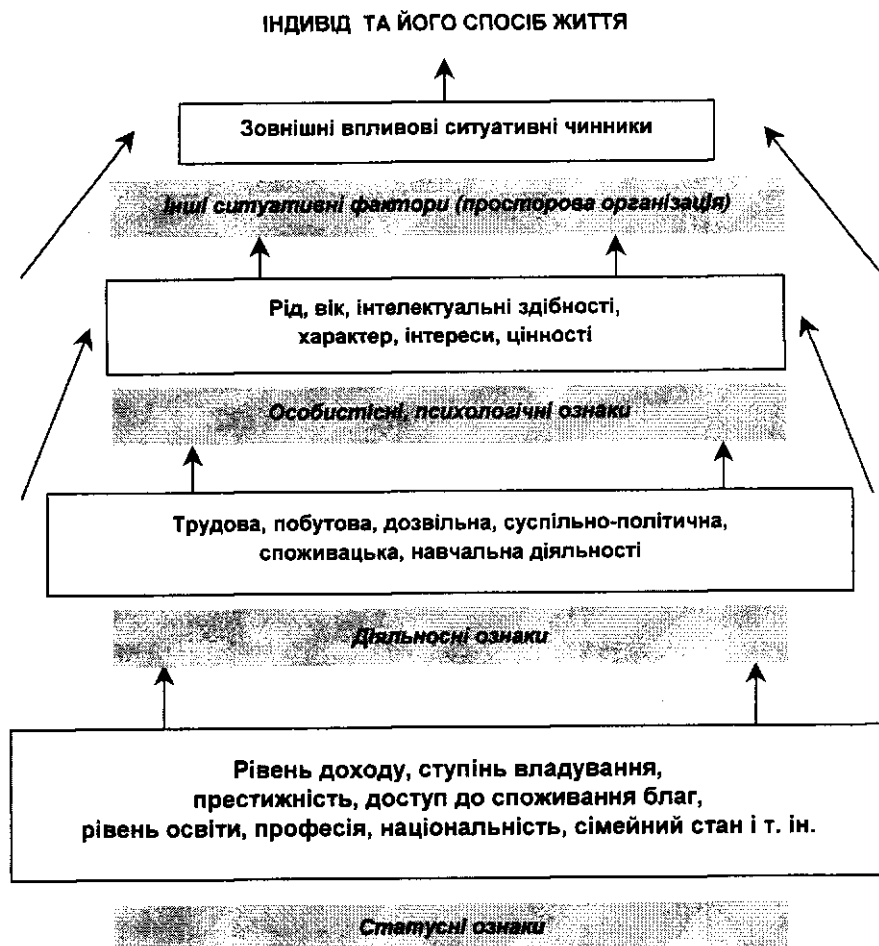 ІНДИВІД ТА ЙОГО СПОСІБ ЖИТТЯ
Зовнішні впливові ситуативні чинники
Інші ситуативні фактори (просторова організація)
Рід, вік, інтелектуальні здібності,
характер, інтереси, цінності
Особистісні, психологічні ознаки
Трудова, побутова, дозвільна, суспільно-політична,
споживацька, навчальна діяльності
Діяльносні ознаки
Рівень доходу, ступінь владування,
престижність, доступ до споживання благ,
рівень освіти, професія, національність, сімейний стан і т. ін.
Статусні ознаки